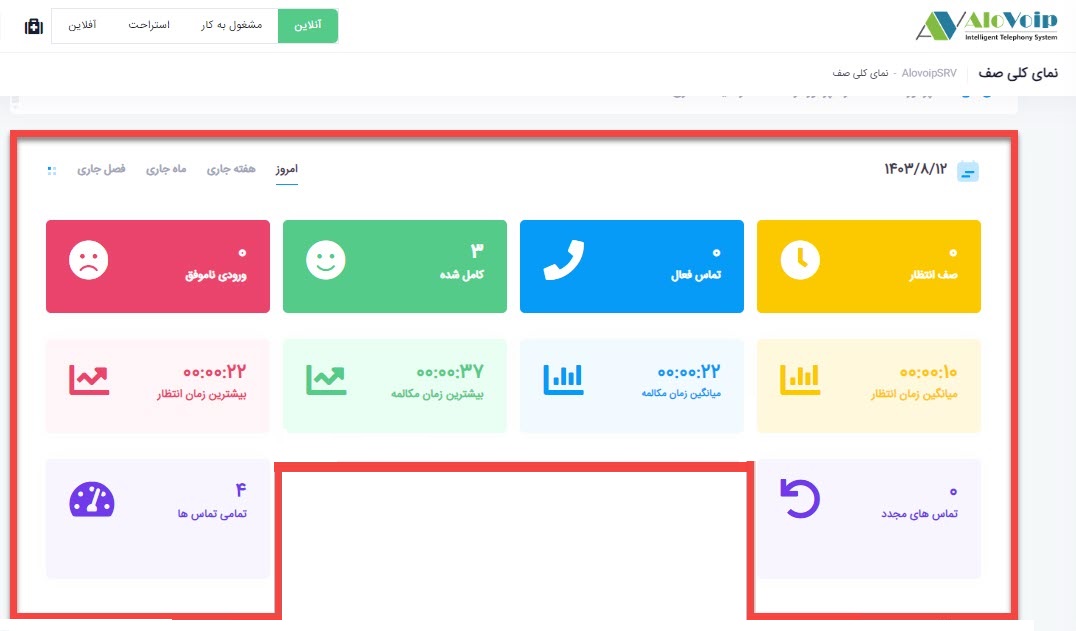 AloVoip
Intelligent Telephony System
آنلاین
مشغول به کار
استراحت
آفلاین
نمای کلی صف
AlovoipSRV - نمای کلی صف
۱۴۰۳/۸/۱۲
امروز
هفته جاری
ماه جاری
فصل جاری
۰
صف انتظار
۰
تماس فعال
۳
کامل شده
۰
ورودی ناموفق
۰۰:۰۰:۱۰
میانگین زمان انتظار
۰۰:۰۰:۲۲
میانگین زمان مکالمه
۰۰:۰۰:۳۷
بیشترین زمان مکالمه
۰۰:۰۰:۲۲
بیشترین زمان انتظار
۰
تماس های مجدد
۴
تمامی تماس ها